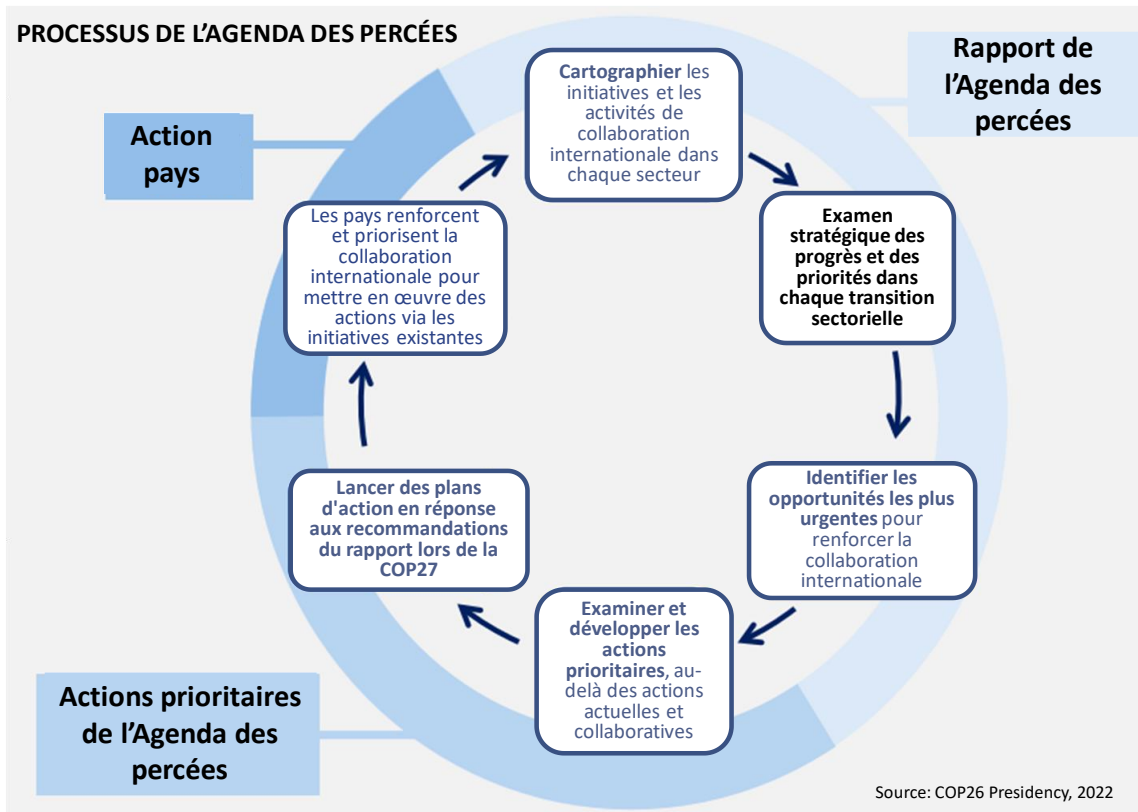 PROCESSUS DE L’AGENDA DES PERCÉES
Rapport de
l’Agenda des
percées
Action
pays
Cartographier les
initiatives et les
activités de
collaboration
internationale dans
chaque secteur
Examen
stratégique des
progrès et des
priorités dans
chaque transition
sectorielle
Identifier les
opportunités les plus
urgentes pour
renforcer la
collaboration
internationale
Examiner et
développer les
actions
prioritaires, au-
delà des actions
actuelles et
collaboratives
Lancer des plans
d'action en réponse
aux recommandations
du rapport lors de la
COP27
Les pays renforcent
et priorisent la
collaboration
internationale pour
mettre en œuvre des
actions via les
initiatives existantes
Actions prioritaires
de l’Agenda des
percées
Source: COP26 Presidency, 2022